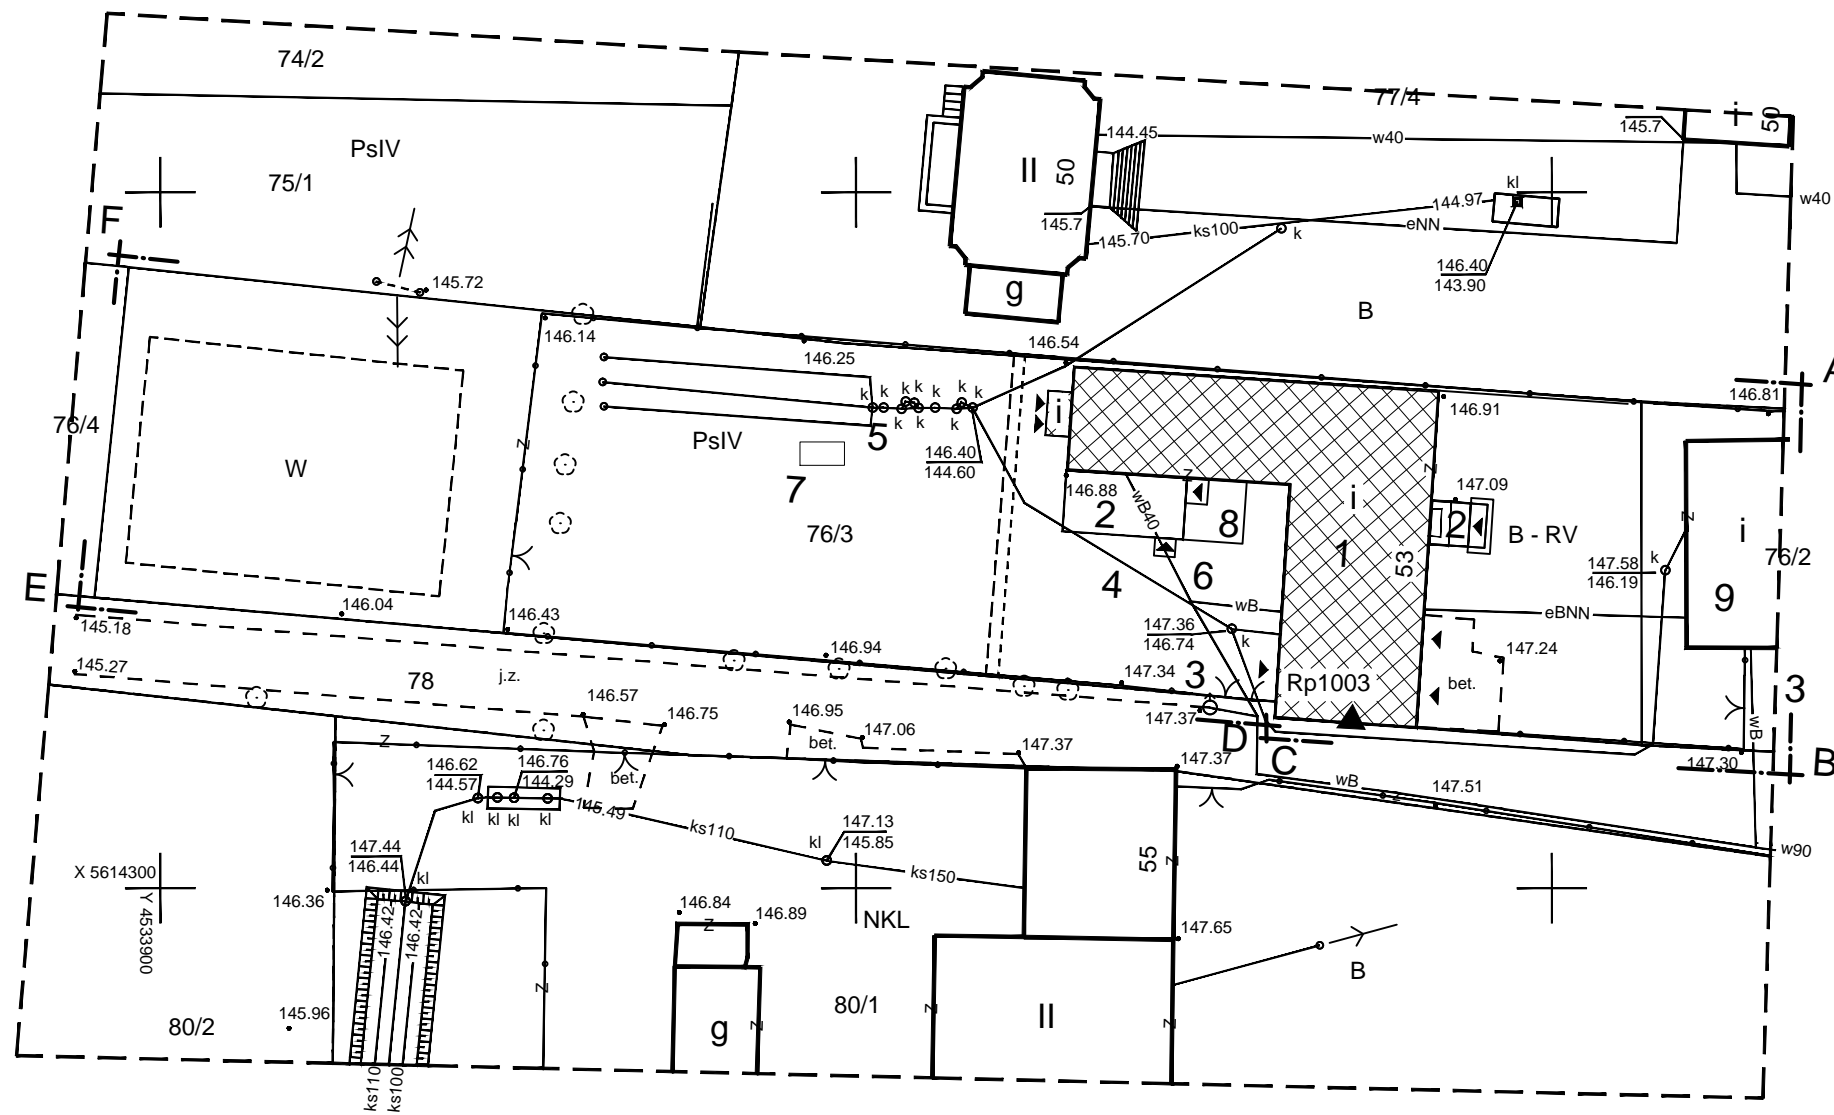 74/2
77/4
i
50
145.7
PsIV
144.45
w40
II
50
75/1
kl
144.97
w40
F
145.7
eNN
145.70
ks100
k
146.40
143.90
145.72
g
B
146.14
146.54
146.25
A
146.81
146.91
k
k
k
k
k
k
k
k
k
i
76/4
Z
PsIV
5
146.40
144.60
W
Z
Z
7
146.88
2
wB40
8
i
147.09
2
Z
i
76/3
1
53
B - RV
147.58
146.19
k
76/2
E
4
6
wB
9
eBNN
146.04
145.18
146.43
146.94
147.36
146.74
k
147.24
145.27
78
j.z.
147.34
3
Rp1003
bet.
3
146.57
146.75
146.95
147.06
147.37
wB
Z
bet.
147.37
D
C
147.37
147.30
B
146.62
144.57
146.76
144.29
bet.
wB
147.51
Z
kl
kl
kl
kl
145.49
ks110
147.13
145.85
kl
w90
147.44
146.44
kl
ks150
55
Z
X 5614300
Y 4533900
146.36
146.42
146.42
146.84
146.89
Z
NKL
147.65
B
Z
145.96
80/2
g
Z
80/1
Z
II
Z
ks110
ks100